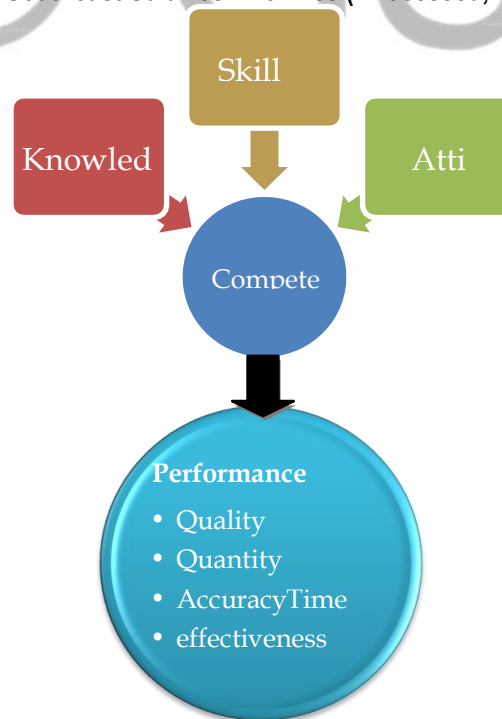 Skill
Knowled
Atti
Compete
Performance
• Quality
• Quantity
• AccuracyTime
• effectiveness